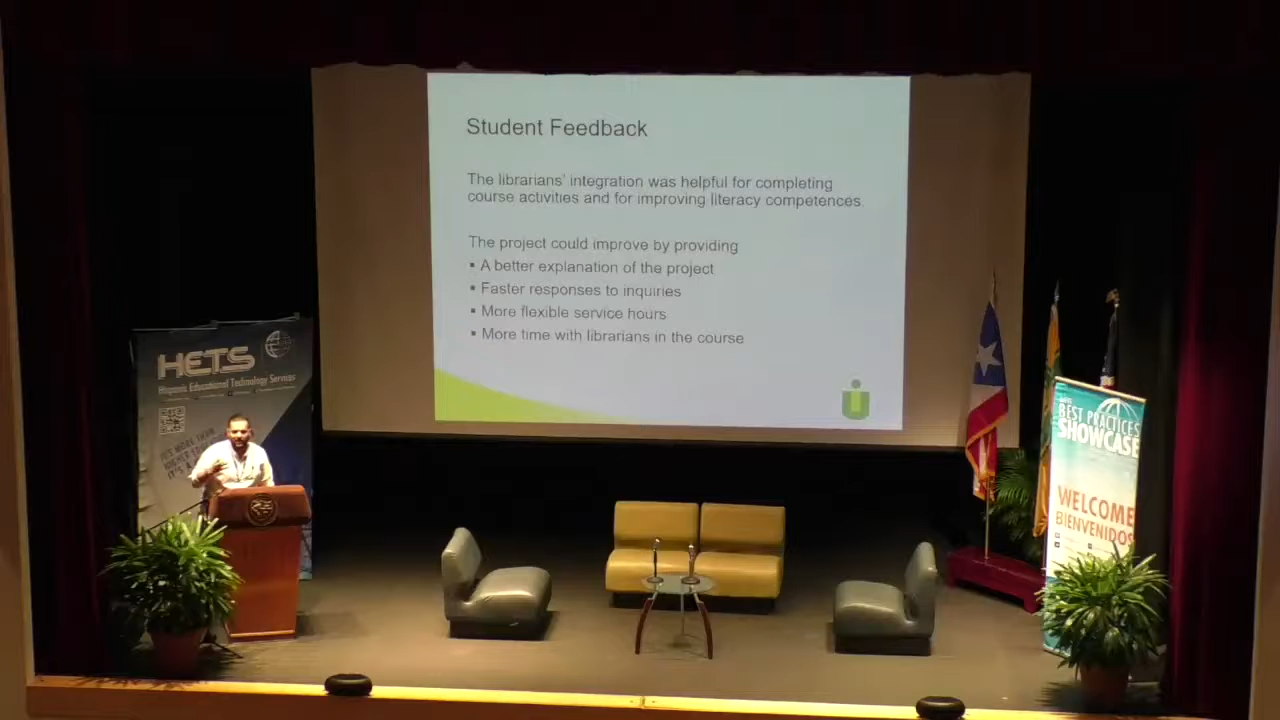 Student Feedback
The librarians' integration was helpful for completing
course activities and for improving literacy competences.
The project could improve by providing
▪ A better explanation of the project
▪ Faster responses to inquiries
▪ More flexible service hours
▪ More time with librarians in the course
HETS
Hispanic Educational Technology Services
BEST PRACTICES
SHOWCASE
WELCOME
BIENVENIDOS